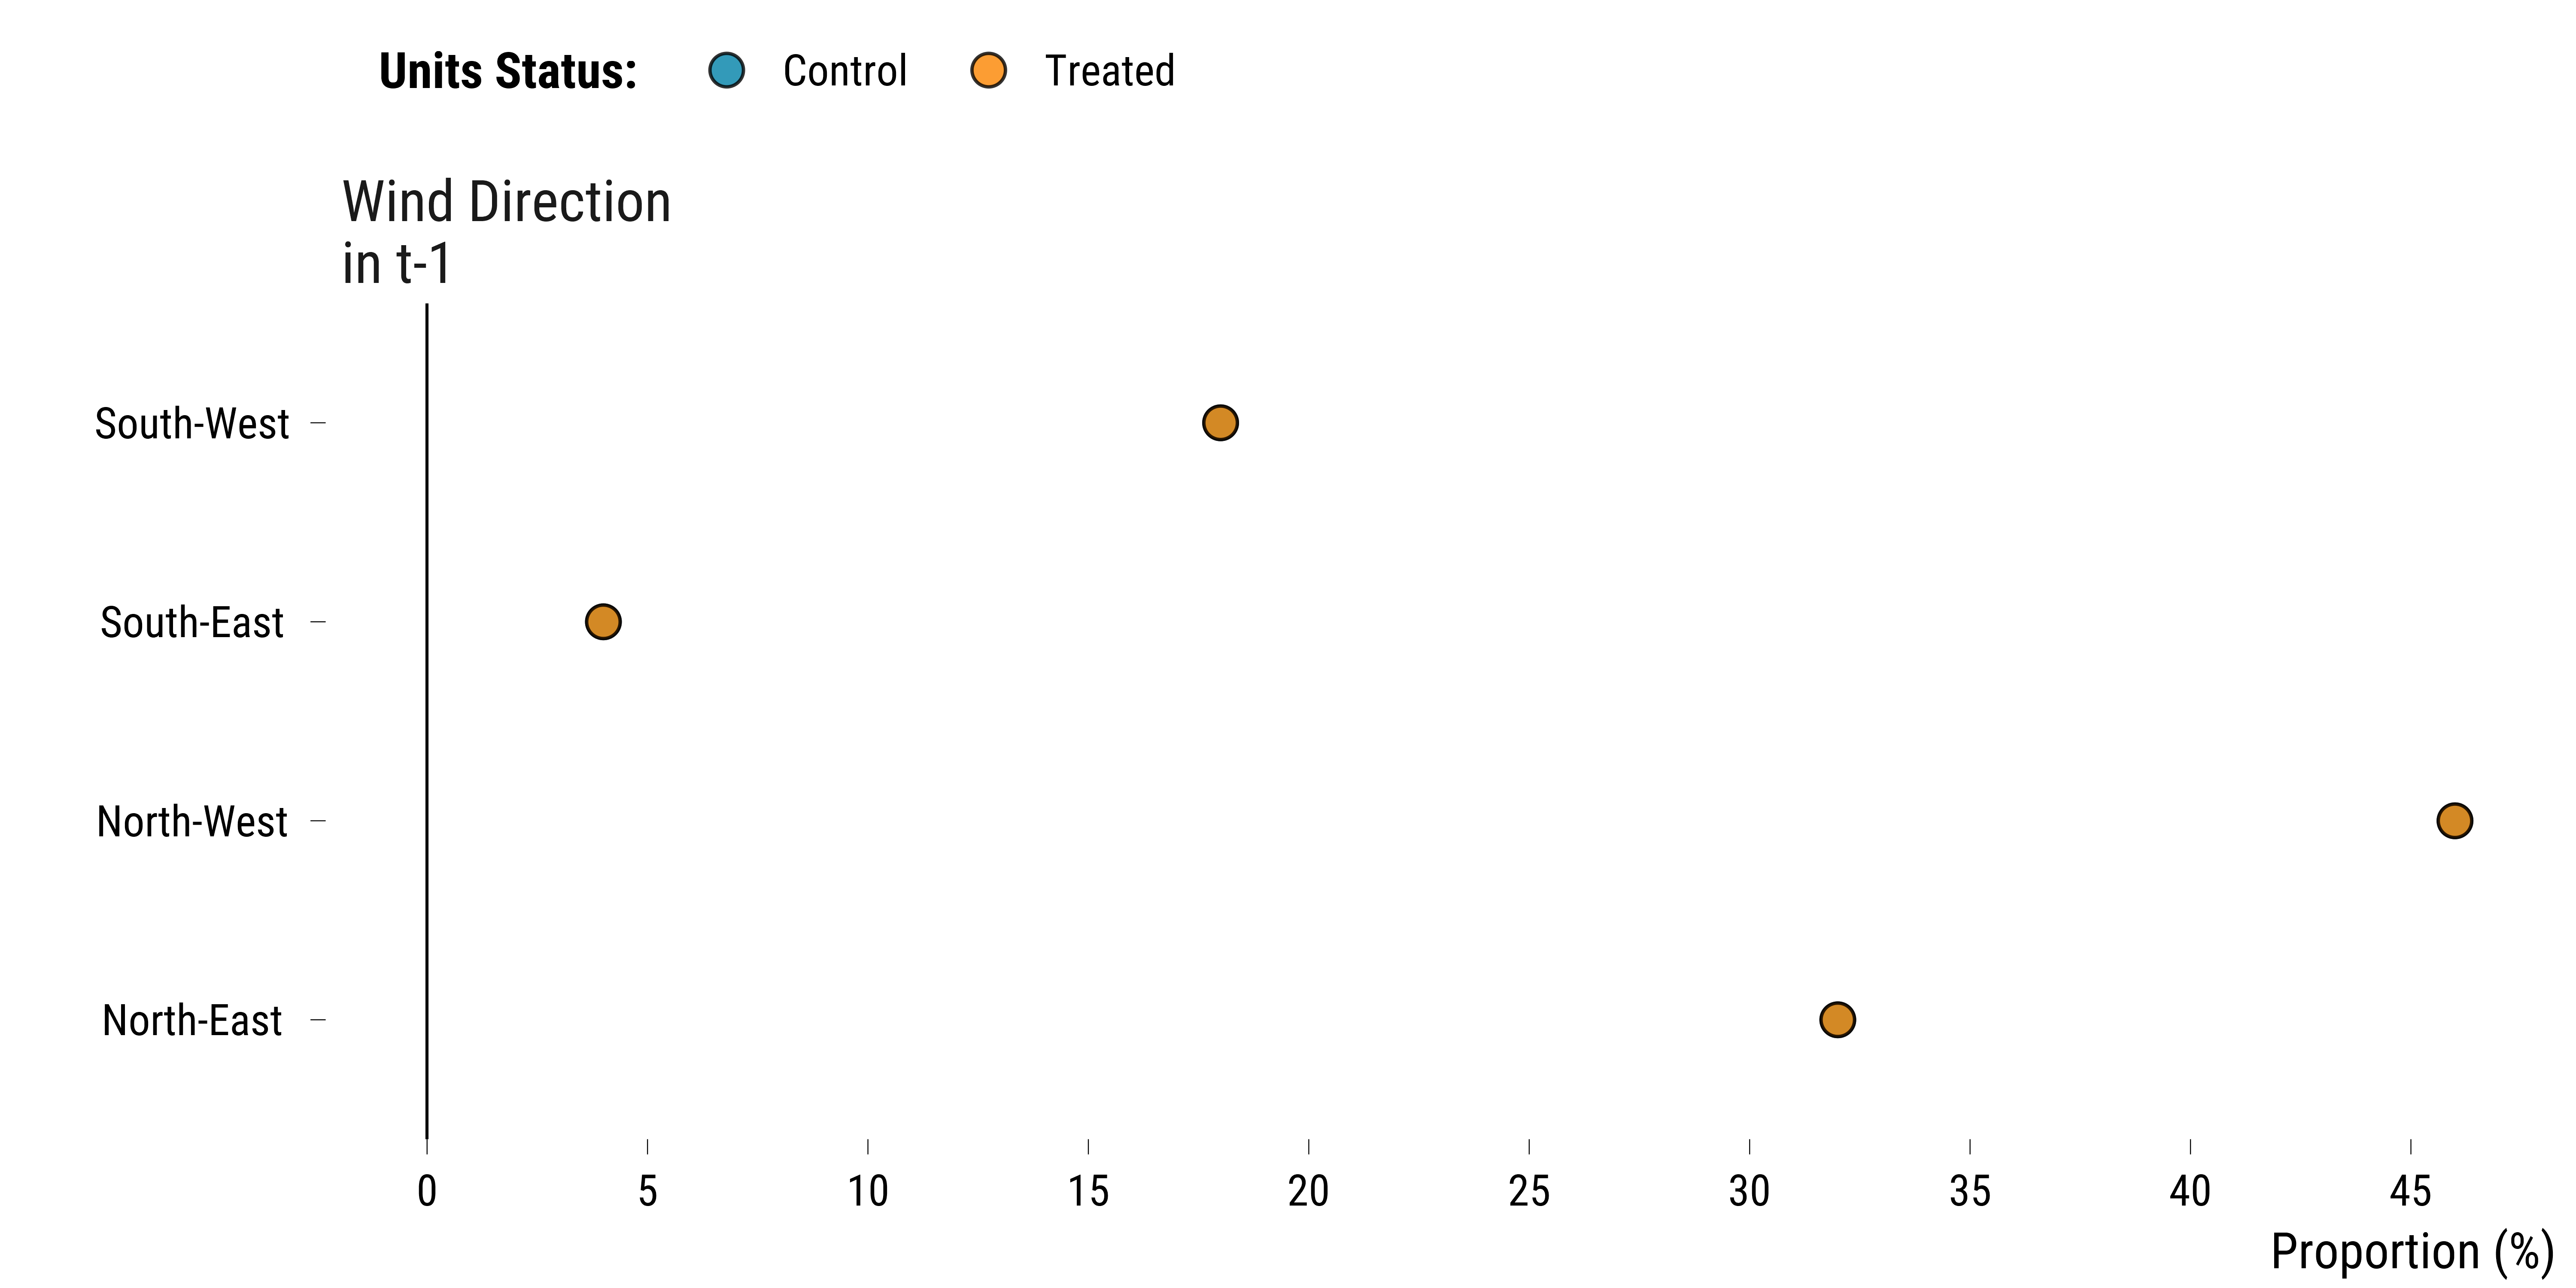 Units Status: Control Treated
Wind Direction
in t-1
South-West
South-East
North-West
North-East
0 5 10 15 20 25 30 35 40 45
Proportion (%)